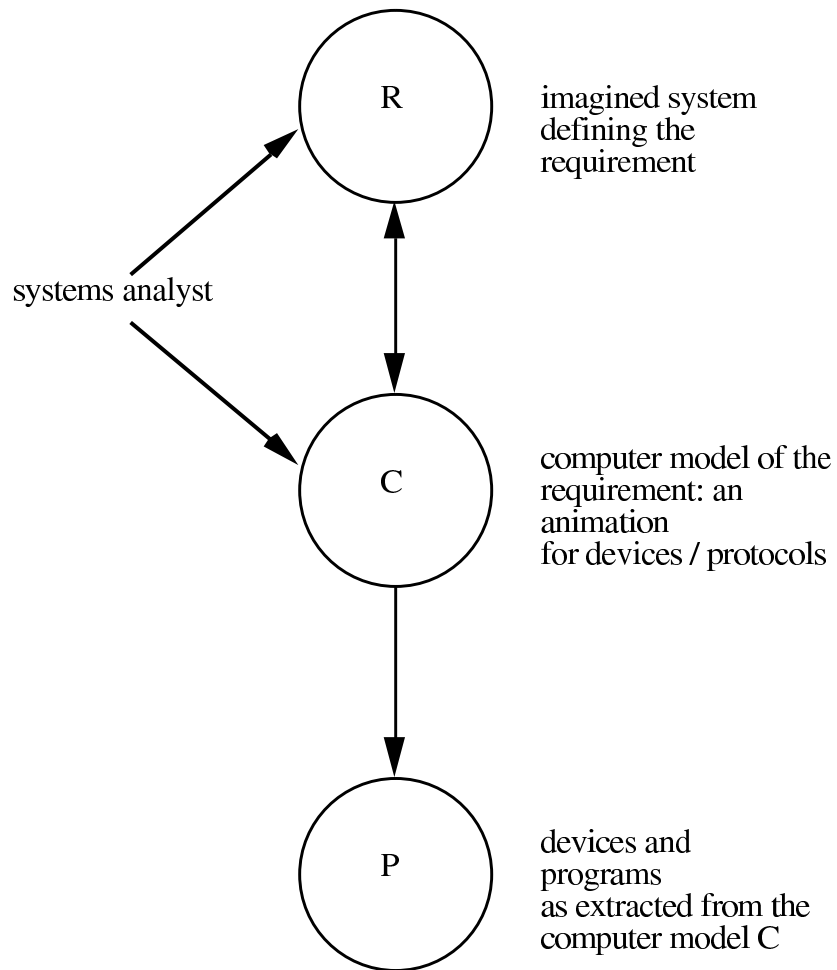 R
imagined system
defining the
requirement
systems analyst
C
computer model of the
requirement: an
animation
for devices / protocols
P
devices and
programs
as extracted from the
computer model C